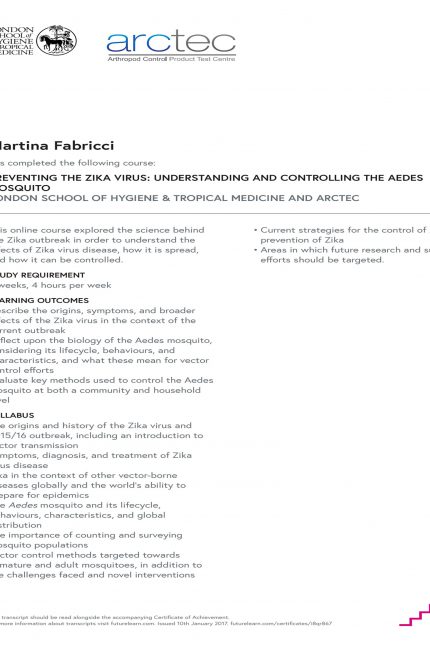 ONDON
HOOL of
YGIENE
TROPICAL
EDICINE
arctec
Arthropod Control Product Test Centre
artina Fabricci
s completed the following course:
REVENTING THE ZIKA VIRUS: UNDERSTANDING AND CONTROLLING THE AEDES
OSQUITO
ONDON SCHOOL OF HYGIENE & TROPICAL MEDICINE AND ARCTEC
is online course explored the science behind
e Zika outbreak in order to understand the
fects of Zika virus disease, how it is spread,
d how it can be controlled.
UDY REQUIREMENT
weeks, 4 hours per week
ARNING OUTCOMES
escribe the origins, symptoms, and broader
fects of the Zika virus in the context of the
rrent outbreak
flect upon the biology of the Aedes mosquito,
nsidering its lifecycle, behaviours, and
aracteristics, and what these mean for vector
ntrol efforts
aluate key methods used to control the Aedes
osquito at both a community and household
vel
LLABUS
e origins and history of the Zika virus and
15/16 outbreak, including an introduction to
ctor transmission
mptoms, diagnosis, and treatment of Zika
us disease
ka in the context of other vector-borne
seases globally and the world's ability to
epare for epidemics
e Aedes mosquito and its lifecycle,
haviours, characteristics, and global
stribution
e importance of counting and surveying
osquito populations
ctor control methods targeted towards
mature and adult mosquitoes, in addition to
e challenges faced and novel interventions
• Current strategies for the control of
prevention of Zika
• Areas in which future research and su
efforts should be targeted.
transcript should be read alongside the accompanying Certificate of Achievement.
more information about transcripts visit futurelearn.com. Issued 10th January 2017. futurelearn.com/certificates/